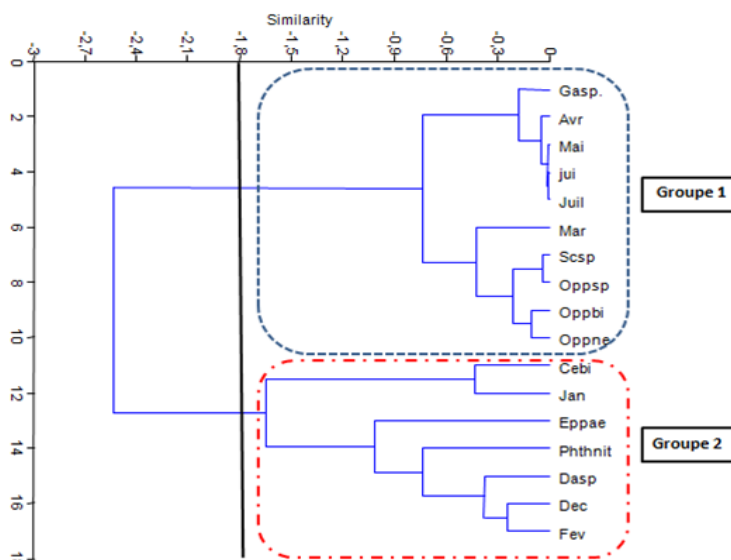 Similarity
-3 -2,7 -2,4 -2,1 -1,8 -1,5 -1,2 -0,9 -0,6 -0,3 0
0
2
4
6
8
10
12
14
16
Gasp.
Avr
Mai
jui
Juil
Mar
Scsp
Oppsp
Oppbi
Oppne
Cebi
Jan
Eppae
Phthnit
Dasp
Dec
Fev
Groupe 1
Groupe 2